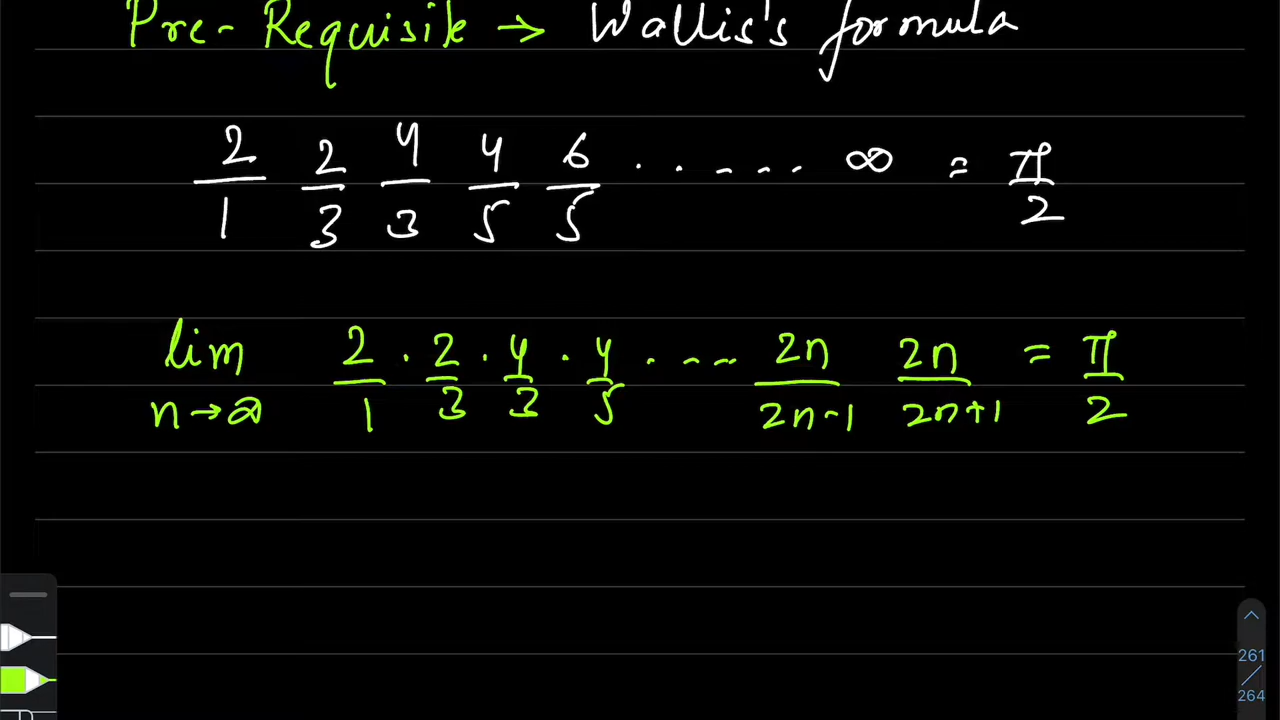 Pre-Requisite → Wallis's formula
2/1 2/3 4/3 4/5 6/5 ....... ∞ = π/2
lim n→∞ 2/1 · 2/3 · 4/3 · 4/5 · .... 2n/2n-1 2n/2n+1 = π/2
261
/
264